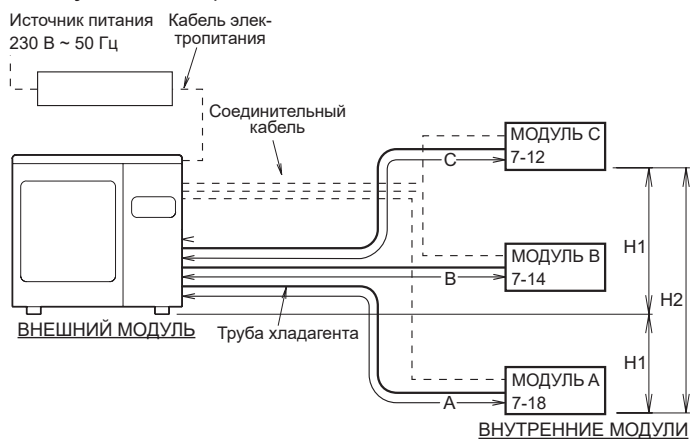 Источник питания
230 В ~ 50 Гц
Кабель элек-
тропитания
Соединительный
кабель
МОДУЛЬ C
7-12
C
H1
МОДУЛЬ B
7-14
B
H2
ВНЕШНИЙ МОДУЛЬ
Труба хладагента
H1
МОДУЛЬ A
7-18
A
ВНУТРЕННИЕ МОДУЛИ